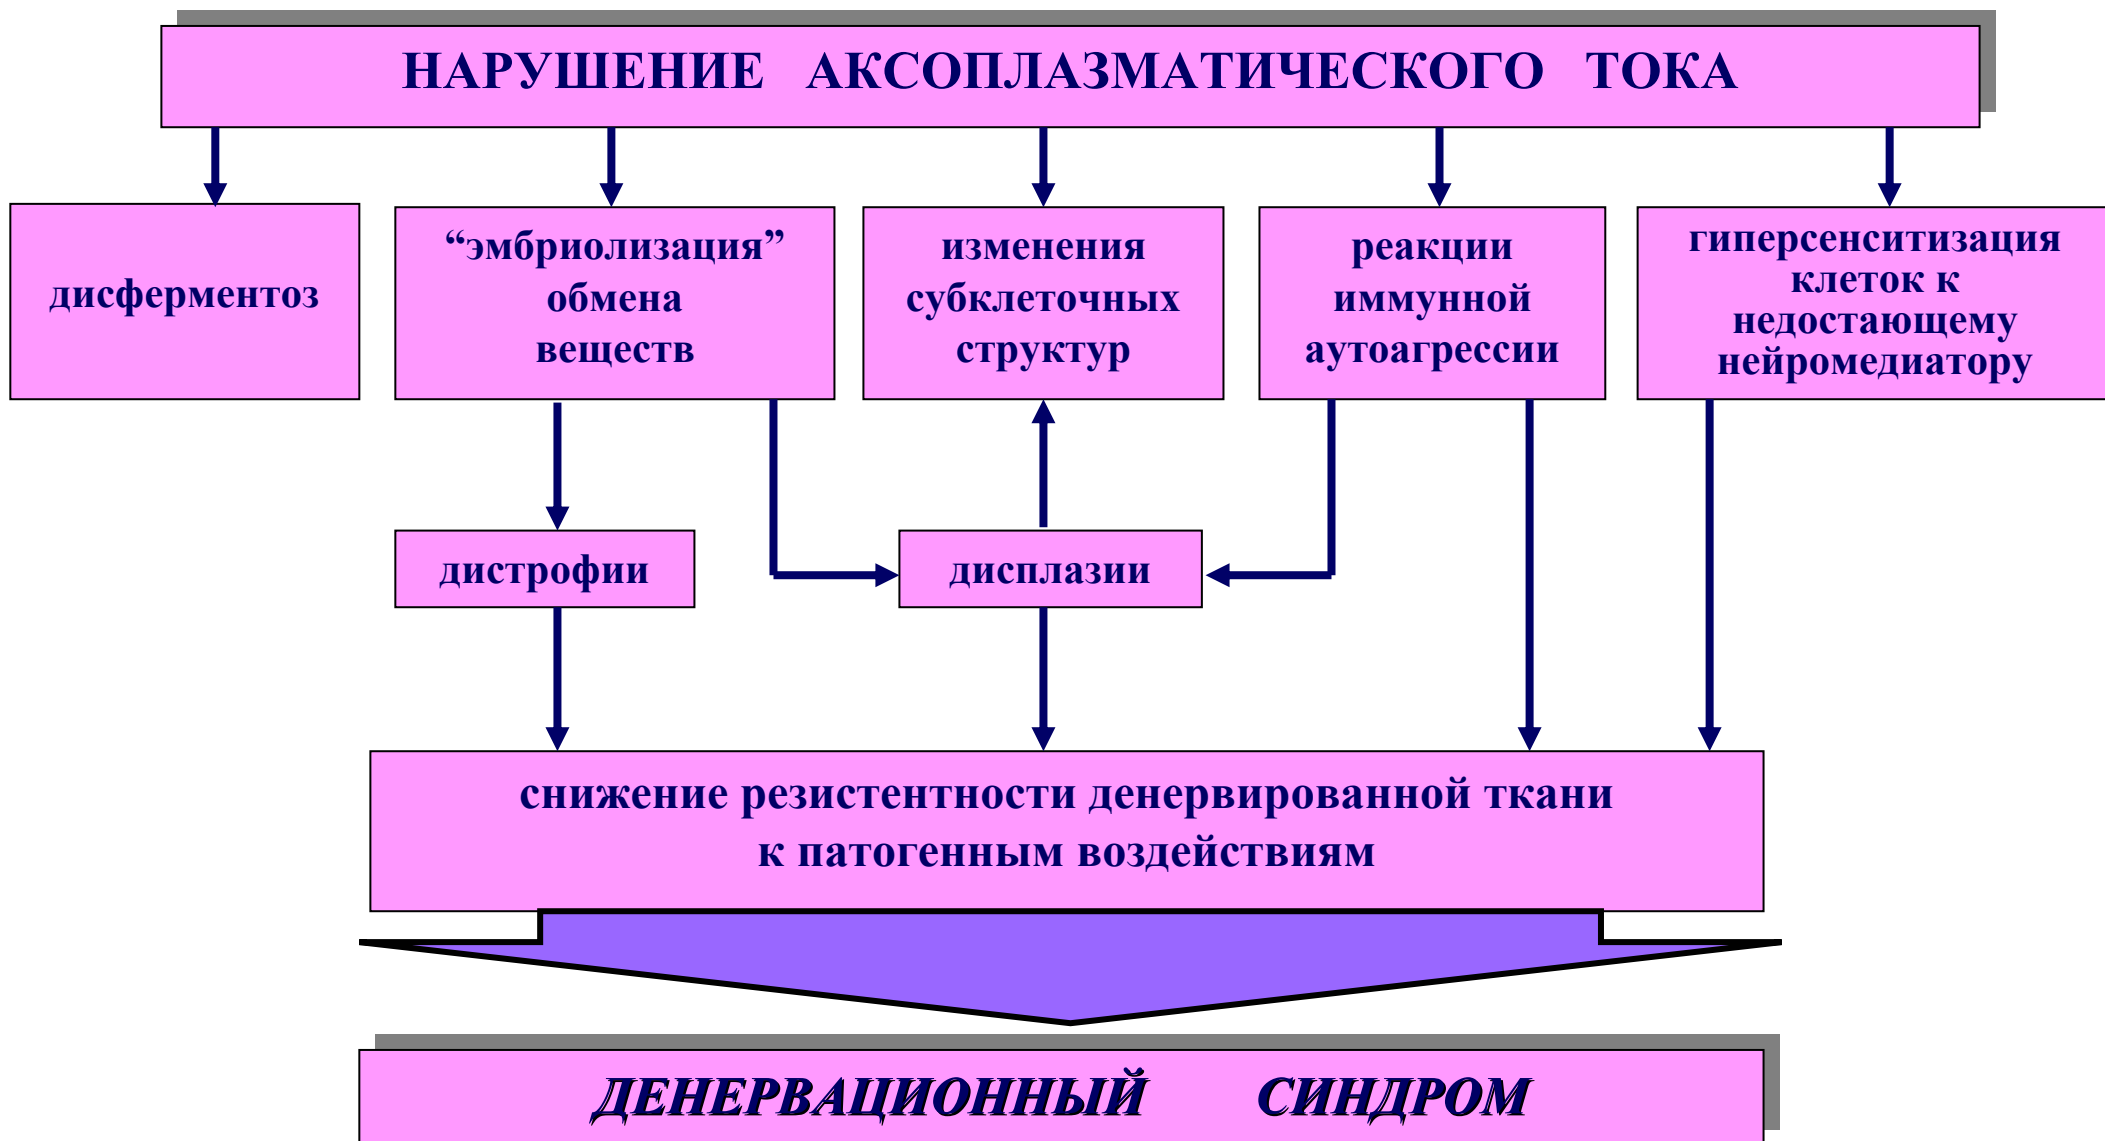 НАРУШЕНИЕ АКСОПЛАЗМАТИЧЕСКОГО ТОКА
дисферментоз
“эмбриолизация”
обмена
веществ
изменения
субклеточных
структур
реакции
иммунной
аутоагрессии
гиперсенситизация
клеток к
недостающему
нейромедиатору
дистрофии
дисплазии
снижение резистентности денервированной ткани
к патогенным воздействиям
ДЕНЕРВАЦИОННЫЙ СИНДРОМ